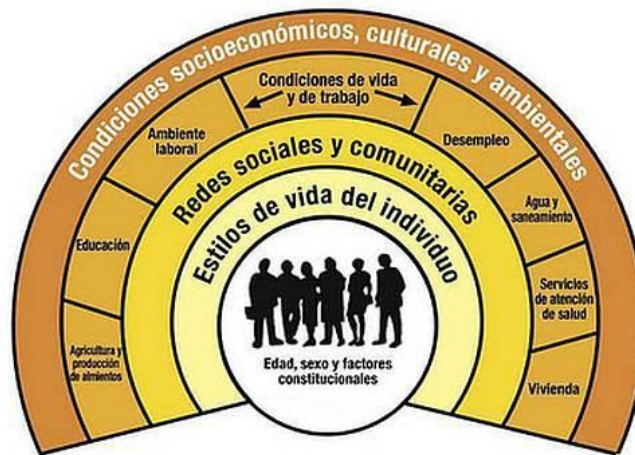 Condiciones socioeconómicos, culturales y ambientales
Condiciones de vida
y de trabajo
Ambiente
laboral
Desempleo
Redes sociales y comunitarias
Estilos de vida del individuo
Educación
Agua y
saneamiento
Servicios
de atención
de salud
Agricultura y
producción
de almientos
Vivienda
Edad, sexo y factores
constitucionales